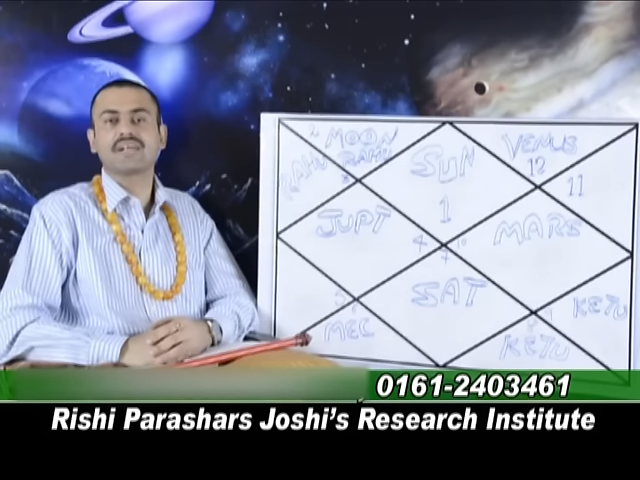 MOON
RAHU
VENUS
12
SUN
11
1
JUPT
MARS
4
SAT
MEC
KETU
KETU
0161-2403461
Rishi Parashars Joshi's Research Institute